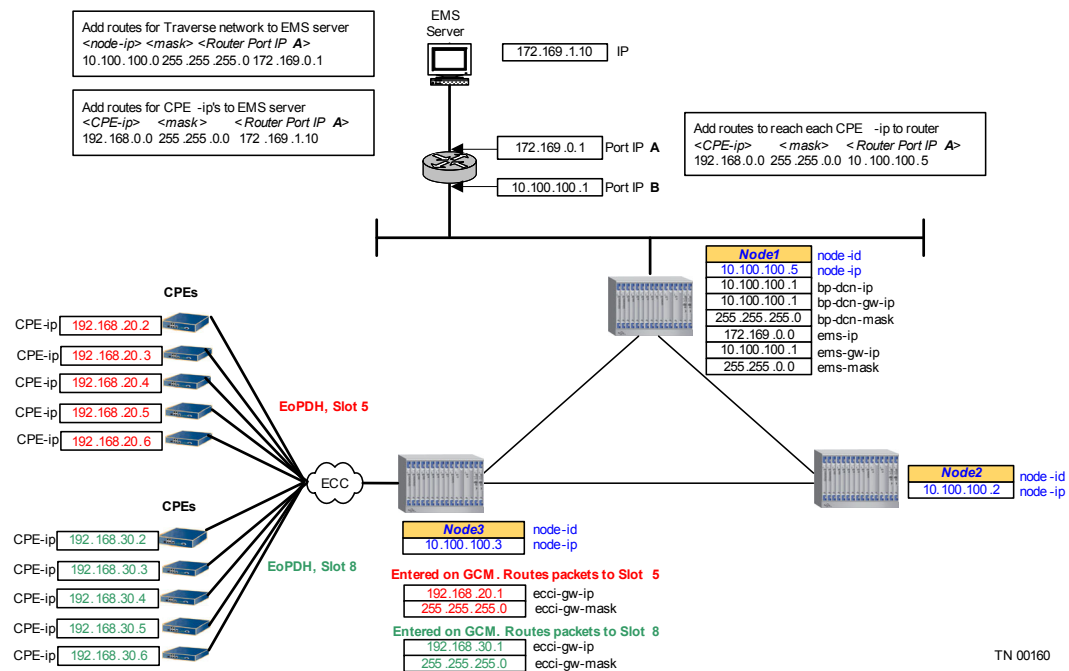 EMS
Server
172.169.1.10 IP
Add routes for Traverse network to EMS server
<node-ip> <mask> <Router Port IP A>
10.100.100.0 255.255.255.0 172.169.0.1
Add routes for CPE -ip's to EMS server
<CPE-ip> <mask> <Router Port IP A>
192.168.0.0 255.255.0.0 172.169.1.10
172.169.0.1 Port IP A
10.100.100.1 Port IP B
Add routes to reach each CPE -ip to router
<CPE-ip> <mask> <Router Port IP A>
192.168.0.0 255.255.0.0 10.100.100.5
Node1 node-id
10.100.100.5 node-ip
10.100.100.1 bp-dcn-ip
10.100.100.1 bp-dcn-gw-ip
255.255.255.0 bp-dcn-mask
172.169.0.0 ems-ip
10.100.100.1 ems-gw-ip
255.255.0.0 ems-mask
CPEs
CPE-ip 192.168.20.2
CPE-ip 192.168.20.3
CPE-ip 192.168.20.4
CPE-ip 192.168.20.5
CPE-ip 192.168.20.6
EoPDH, Slot 5
ECC
CPEs
CPE-ip 192.168.30.2
CPE-ip 192.168.30.3
CPE-ip 192.168.30.4
CPE-ip 192.168.30.5
CPE-ip 192.168.30.6
EoPDH, Slot 8
Node2 node-id
10.100.100.2 node-ip
Node3 node-id
10.100.100.3 node-ip
Entered on GCM. Routes packets to Slot 5
192.168.20.1 ecci-gw-ip
255.255.255.0 ecci-gw-mask
Entered on GCM. Routes packets to Slot 8
192.168.30.1 ecci-gw-ip
255.255.255.0 ecci-gw-mask
TN 00160